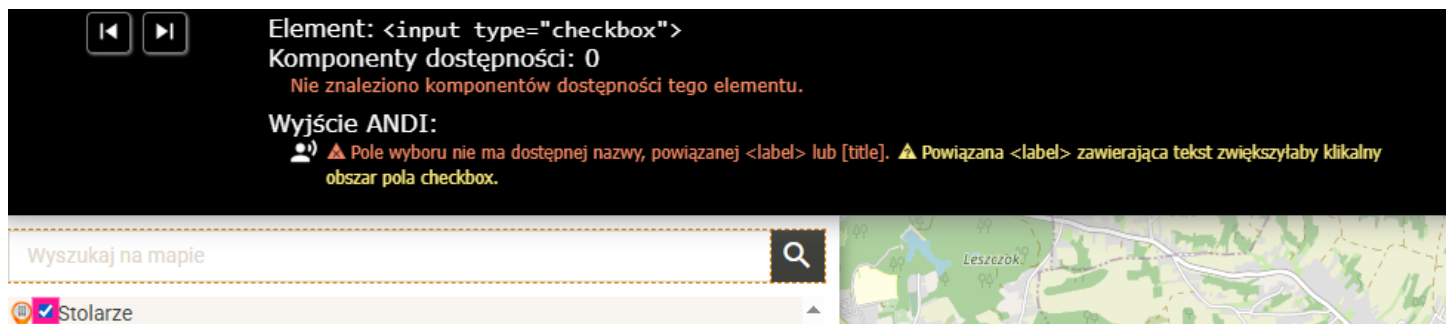 Element: <input type="checkbox">
Komponenty dostępności: 0
Nie znaleziono komponentów dostępności tego elementu.
Wyjście ANDI:
Pole wyboru nie ma dostępnej nazwy, powiązanej <label> lub [title]. Powiązana <label> zawierająca tekst zwiększyłaby klikalny
obszar pola checkbox.
Wyszukaj na mapie
Leszczok
Stolarze